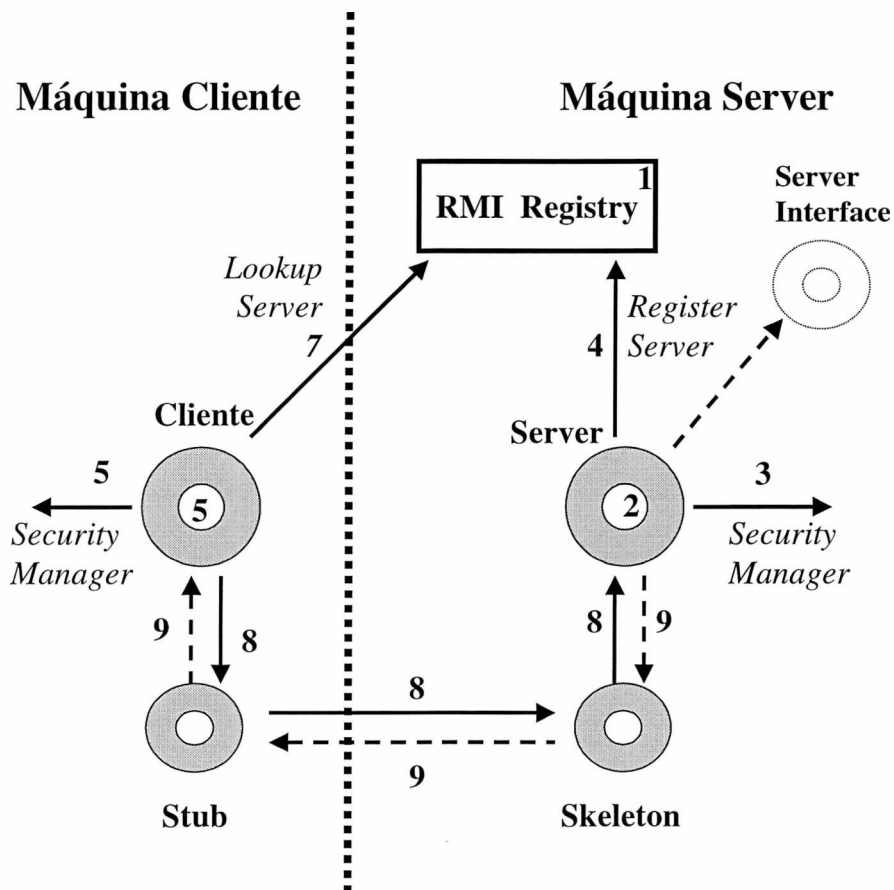 Máquina Cliente
Máquina Server
1
RMI Registry
Server
Interface
Lookup
Server
7
Register
Server
4
Cliente
Server
5
5
2
3
Security
Manager
Security
Manager
9
8
8
9
8
9
Stub
Skeleton